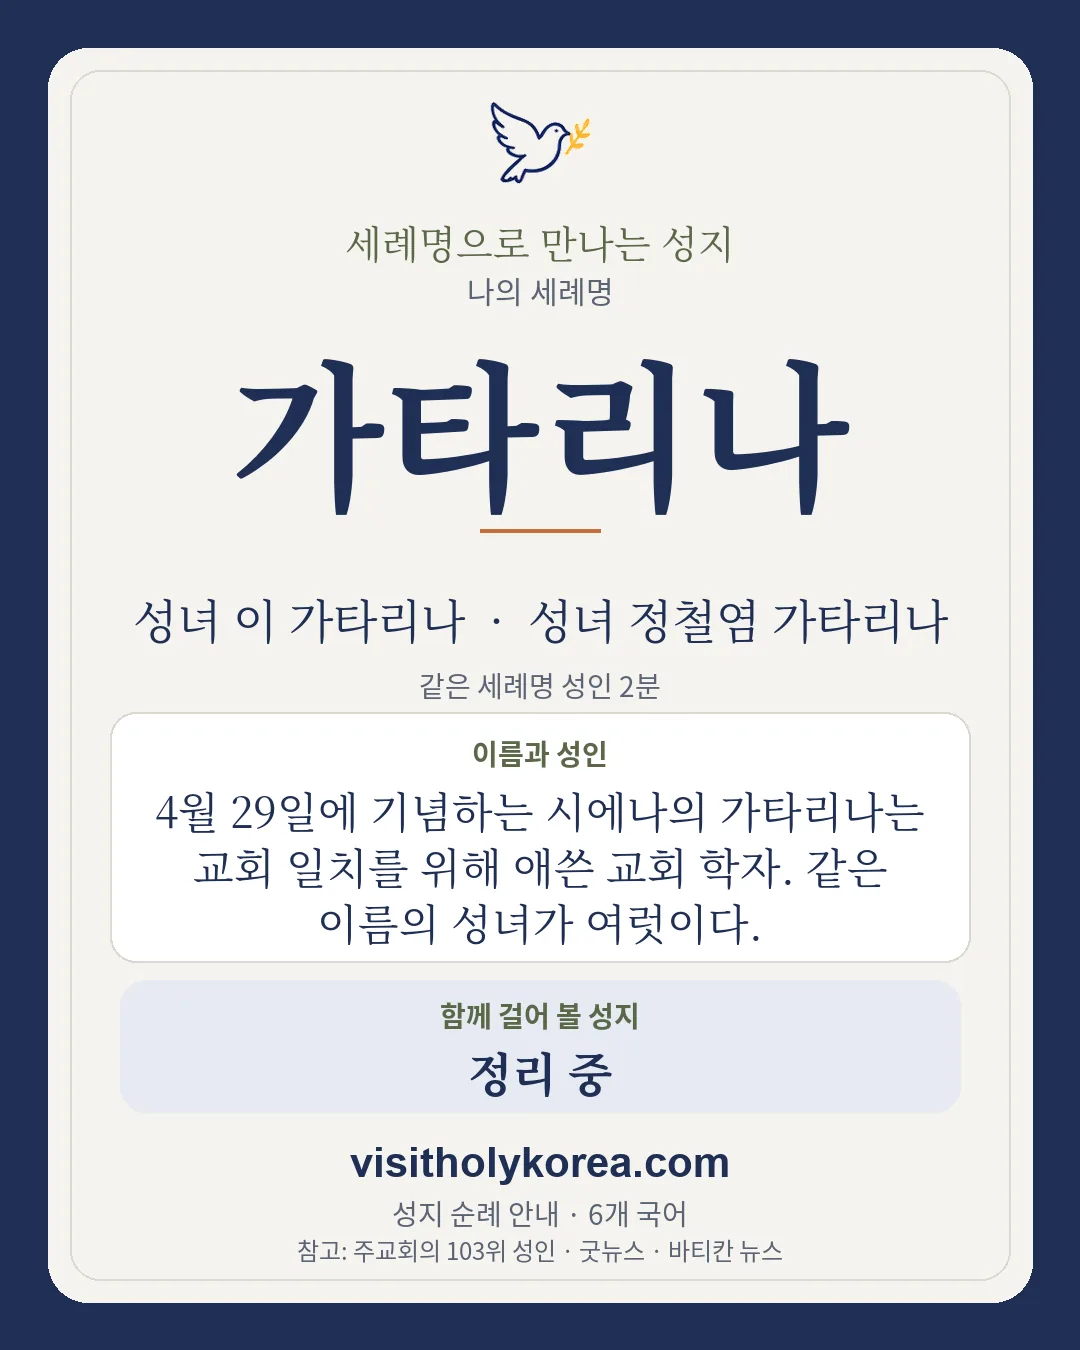 세례명으로 만나는 성지
나의 세례명
가타리나
성녀 이 가타리나 · 성녀 정철염 가타리나
같은 세례명 성인 2분
이름과 성인
4월 29일에 기념하는 시에나의 가타리나는
교회 일치를 위해 애쓴 교회 학자. 같은
이름의 성녀가 여럿이다.
함께 걸어 볼 성지
정리 중
visitholykorea.com
성지 순례 안내 · 6개 국어
참고: 주교회의 103위 성인 · 굿뉴스 · 바티칸 뉴스